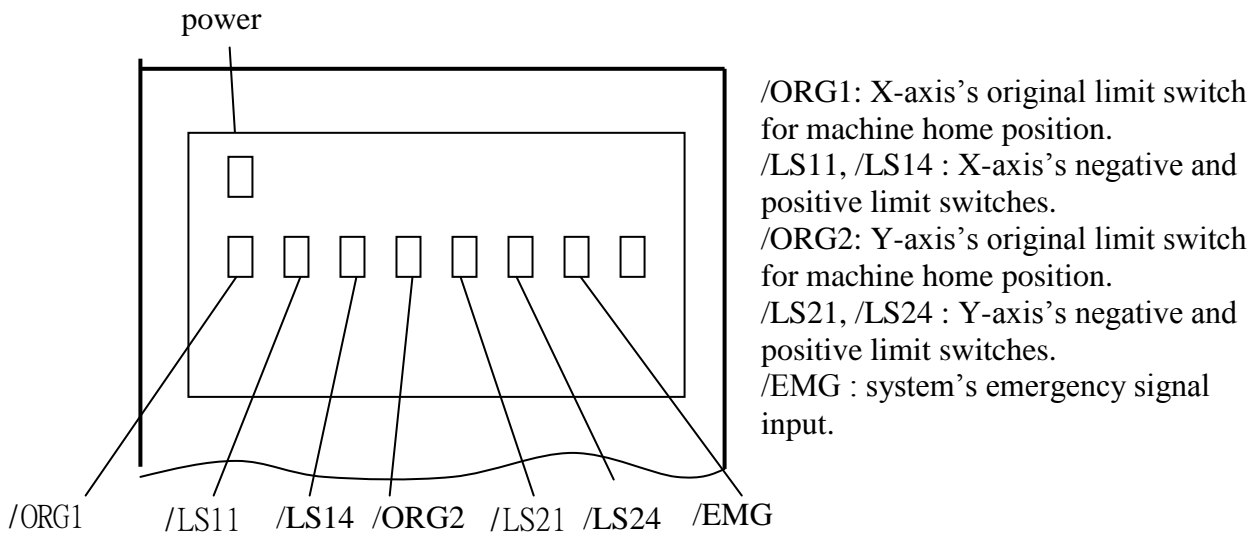 power
/ORG1: X-axis's original limit switch
for machine home position.
/LS11, /LS14 : X-axis's negative and
positive limit switches.
/ORG2: Y-axis's original limit switch
for machine home position.
/LS21, /LS24 : Y-axis's negative and
positive limit switches.
/EMG : system's emergency signal
input.
/ORG1 /LS11 /LS14 /ORG2 /LS21 /LS24 /EMG